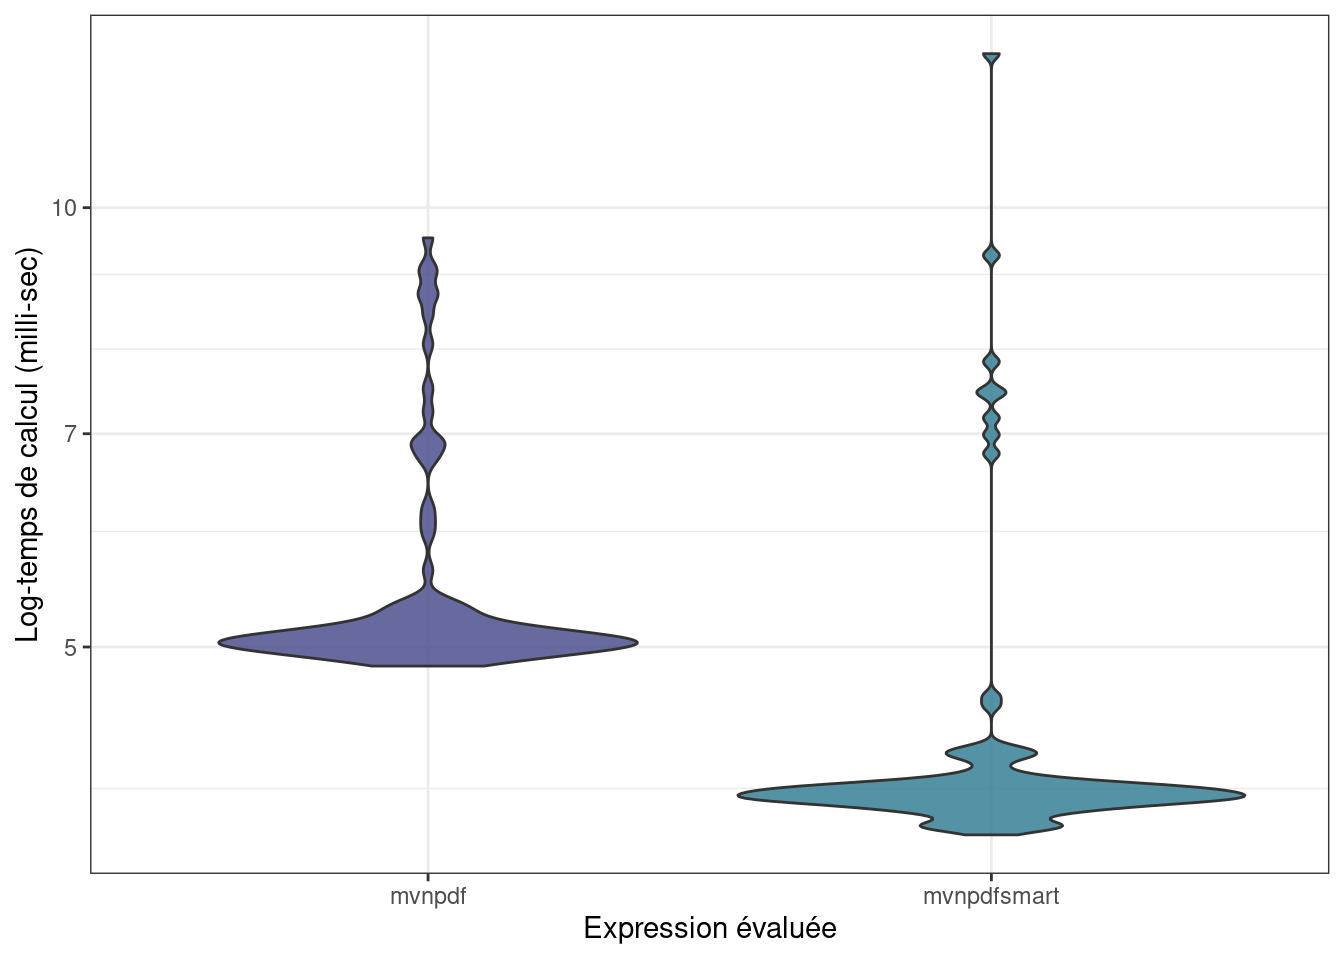 Log-temps de calcul (milli-sec)
10
7
5
mvnpdf
mvnpdfsmart
Expression évaluée